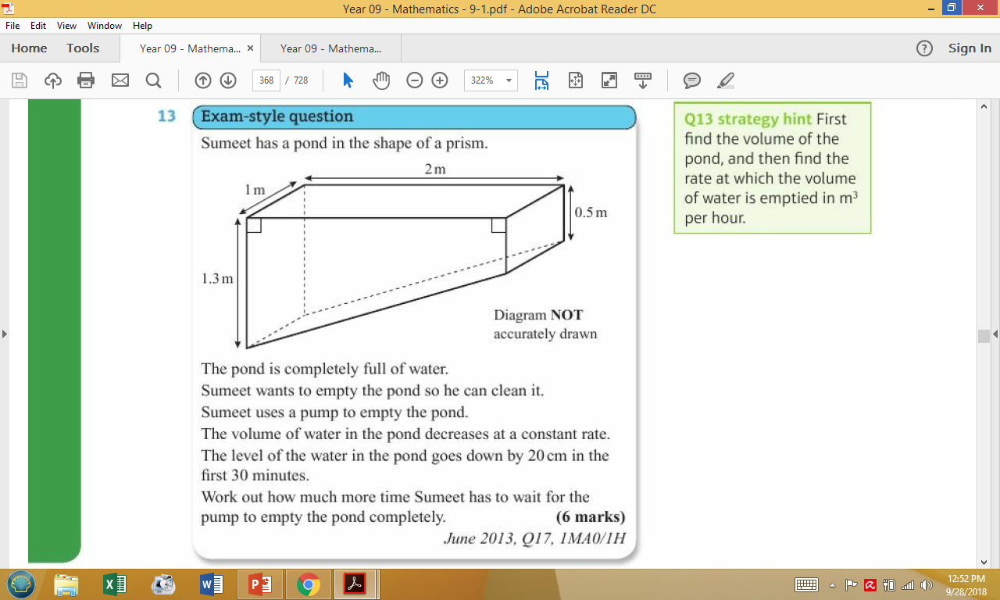 Year 09 - Mathematics - 9-1.pdf - Adobe Acrobat Reader DC
File Edit View Window Help
Home Tools Year 09 - Mathema... × Year 09 - Mathema... ? Sign In
368 / 728 322%
13 Exam-style question
Sumeet has a pond in the shape of a prism.
2 m
1 m
0.5 m
1.3 m
Diagram NOT
accurately drawn
The pond is completely full of water.
Sumeet wants to empty the pond so he can clean it.
Sumeet uses a pump to empty the pond.
The volume of water in the pond decreases at a constant rate.
The level of the water in the pond goes down by 20 cm in the
first 30 minutes.
Work out how much more time Sumeet has to wait for the
pump to empty the pond completely. (6 marks)
June 2013, Q17, 1MA0/1H
Q13 strategy hint First
find the volume of the
pond, and then find the
rate at which the volume
of water is emptied in m³
per hour.
12:52 PM
9/28/2018